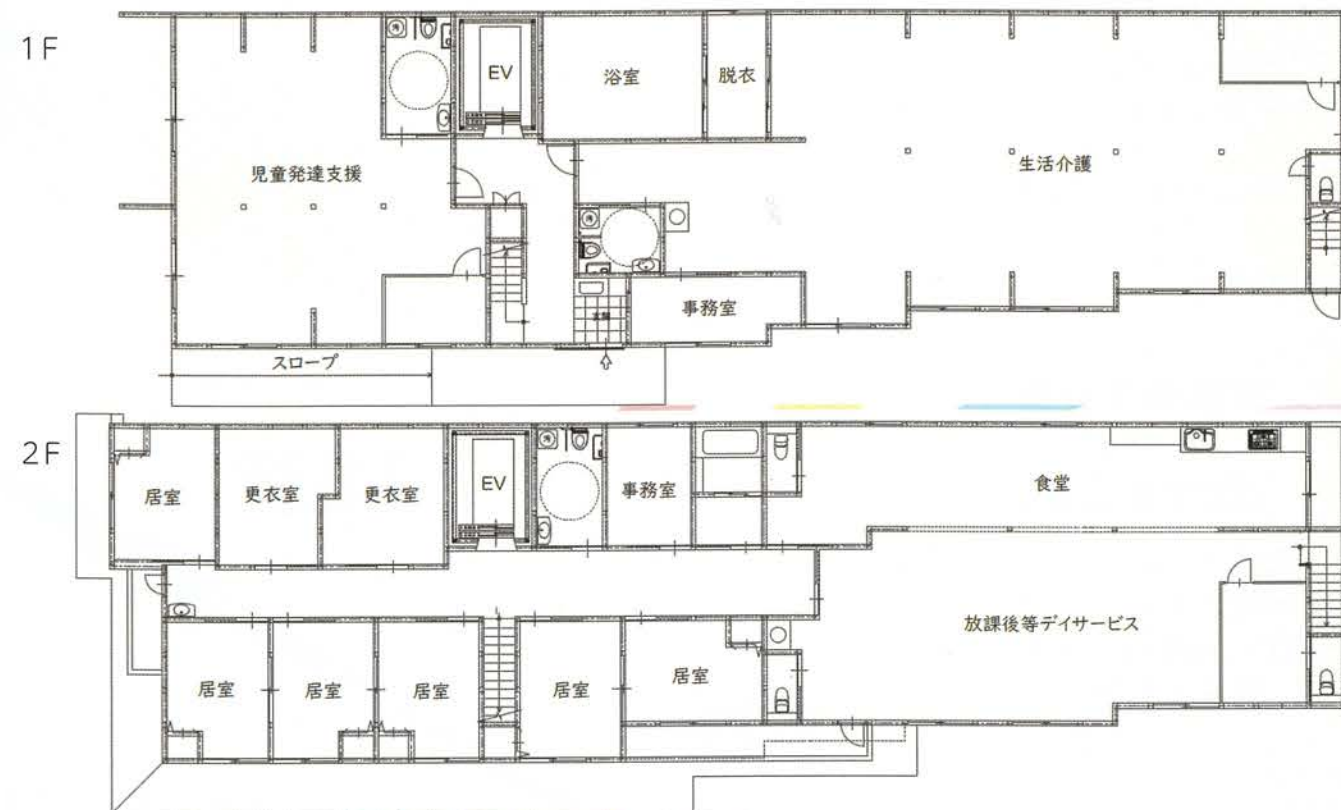 1F
EV
浴室
脱衣
児童発達支援
生活介護
玄関
事務室
スロープ
2F
居室
更衣室
更衣室
EV
事務室
食堂
放課後等デイサービス
居室
居室
居室
居室
居室